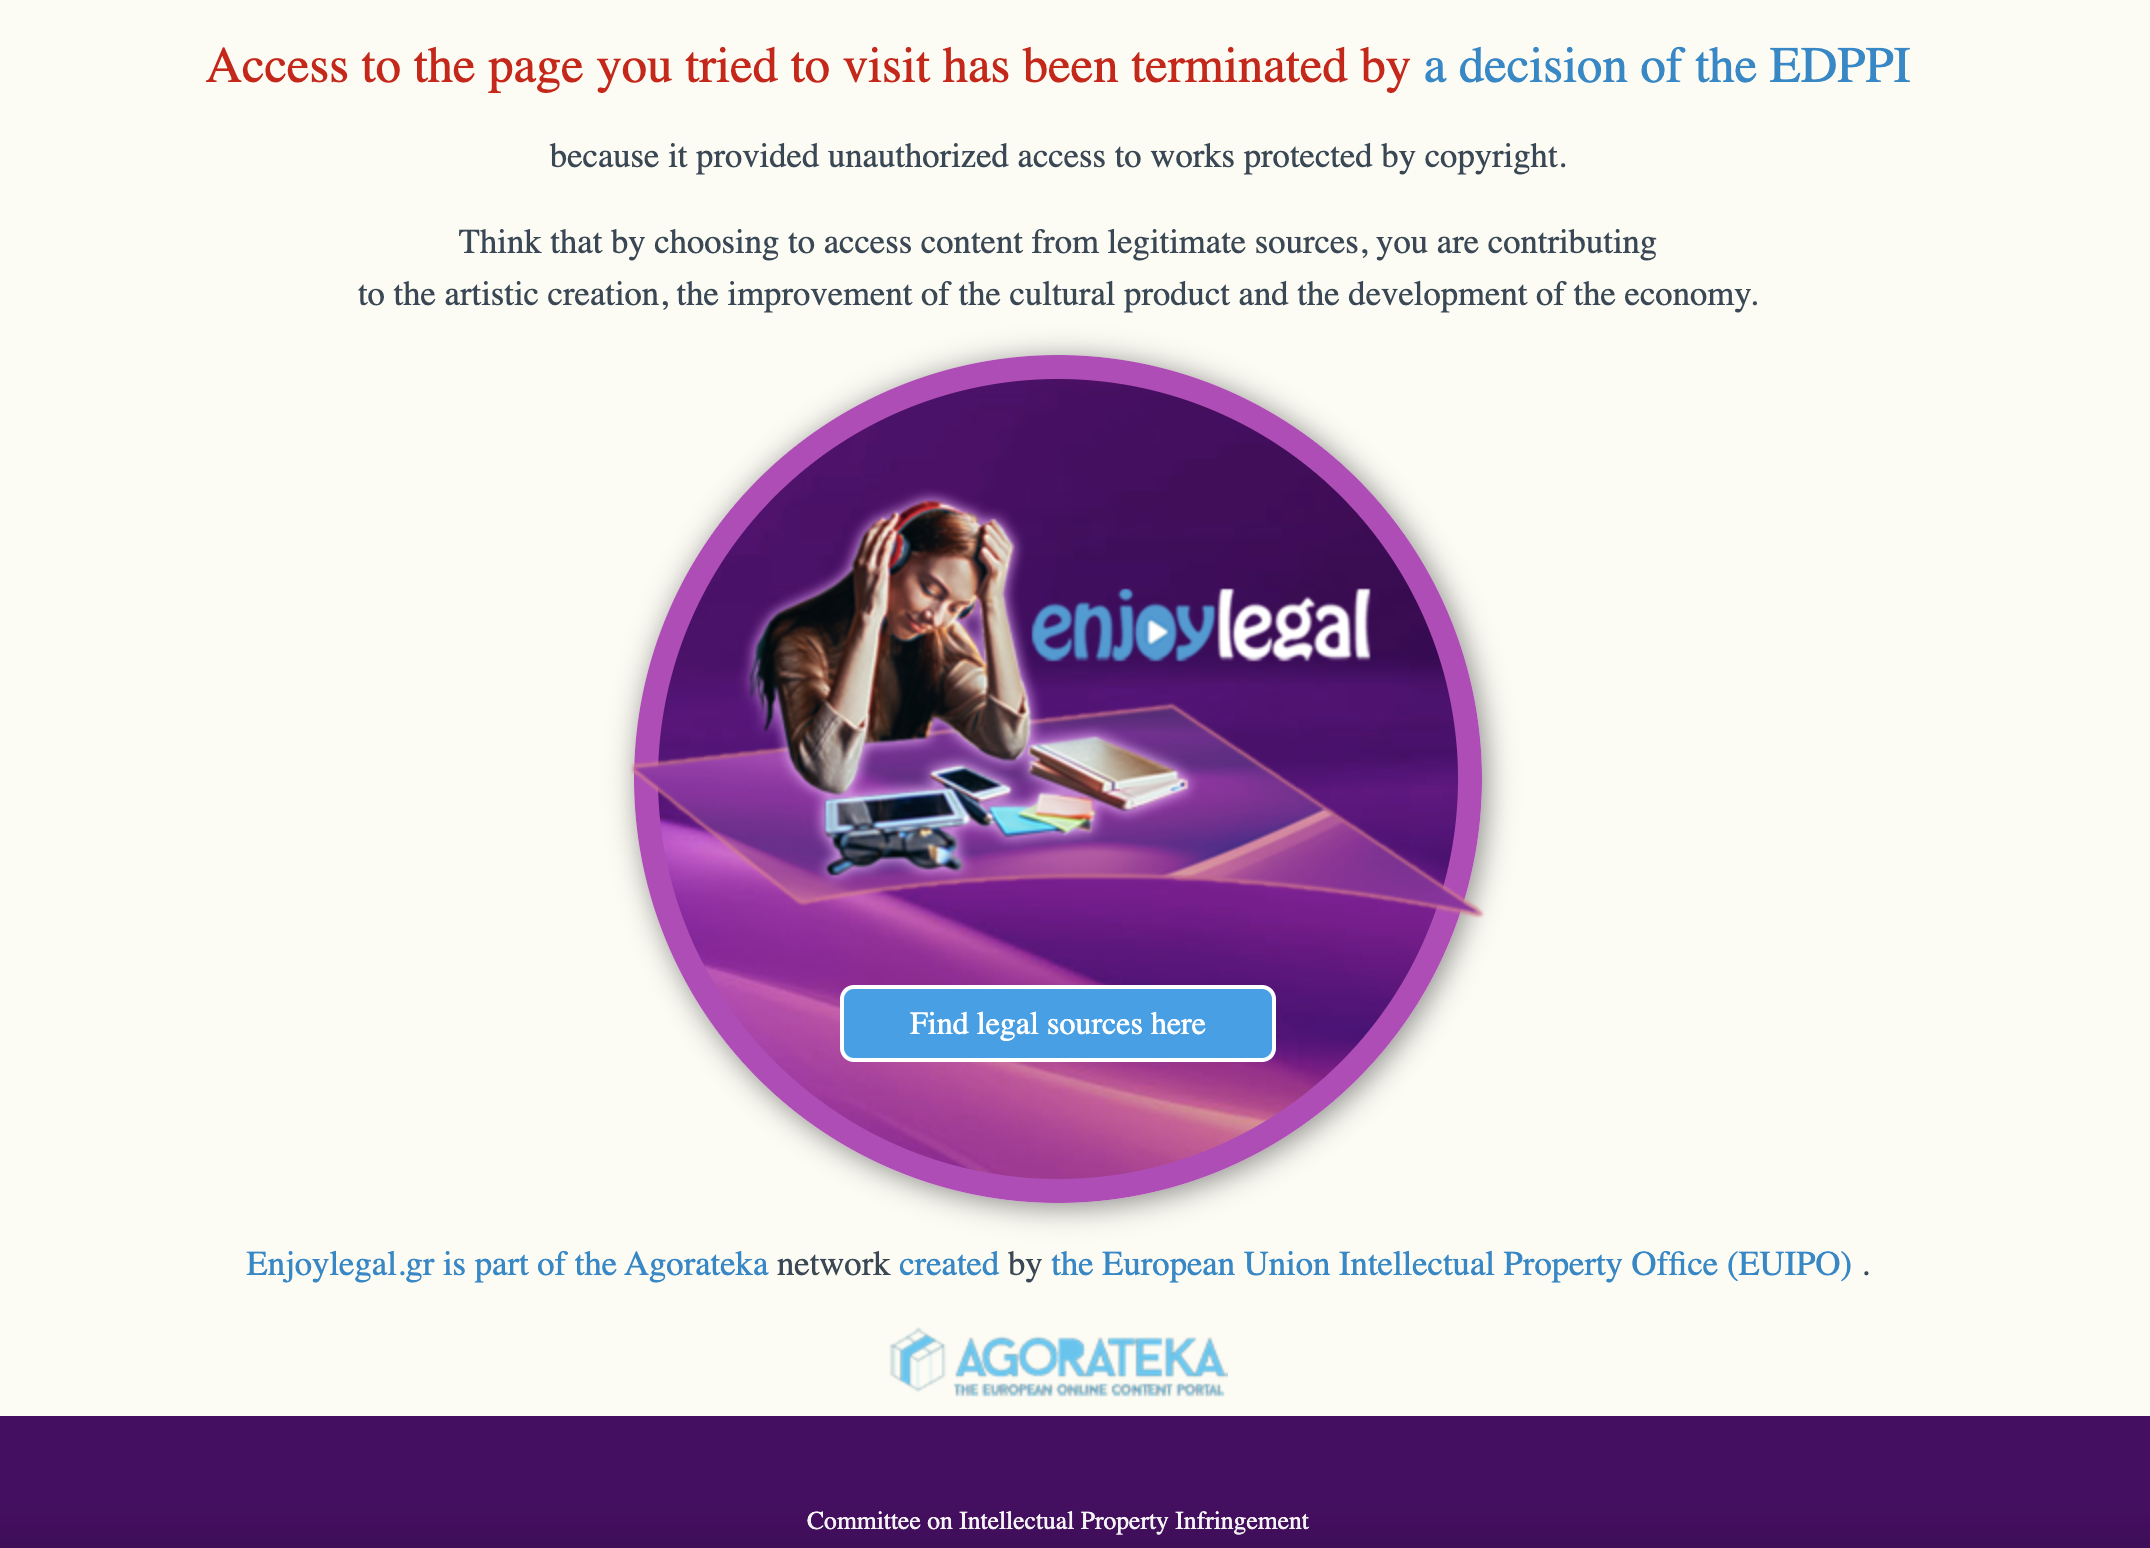 Access to the page you tried to visit has been terminated by a decision of the EDPPI
because it provided unauthorized access to works protected by copyright.
Think that by choosing to access content from legitimate sources, you are contributing
to the artistic creation, the improvement of the cultural product and the development of the economy.
enjoylegal
Find legal sources here
Enjoylegal.gr is part of the Agorateka network created by the European Union Intellectual Property Office (EUIPO) .
AGORATEKA
THE EUROPEAN ONLINE CONTENT PORTAL
Committee on Intellectual Property Infringement